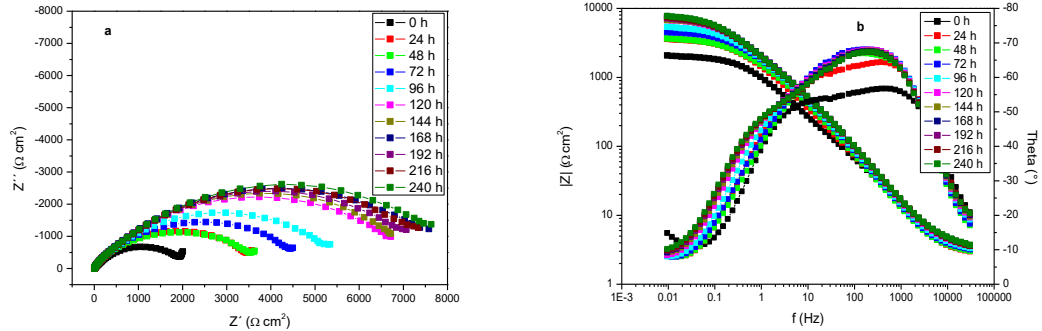 a
-8000
-7000
-6000
-5000
-4000
-3000
-2000
-1000
0
Z´´ (Ω cm²)
0 1000 2000 3000 4000 5000 6000 7000 8000
Z´ (Ω cm²)
0 h
24 h
48 h
72 h
96 h
120 h
144 h
168 h
192 h
216 h
240 h
b
10000
1000
100
10
1
|Z| (Ω cm²)
1E-3 0.01 0.1 1 10 100 1000 10000 100000
f (Hz)
-80
-70
-60
-50
-40
-30
-20
-10
0
Theta (°)
0 h
24 h
48 h
72 h
96 h
120 h
144 h
168 h
192 h
216 h
240 h